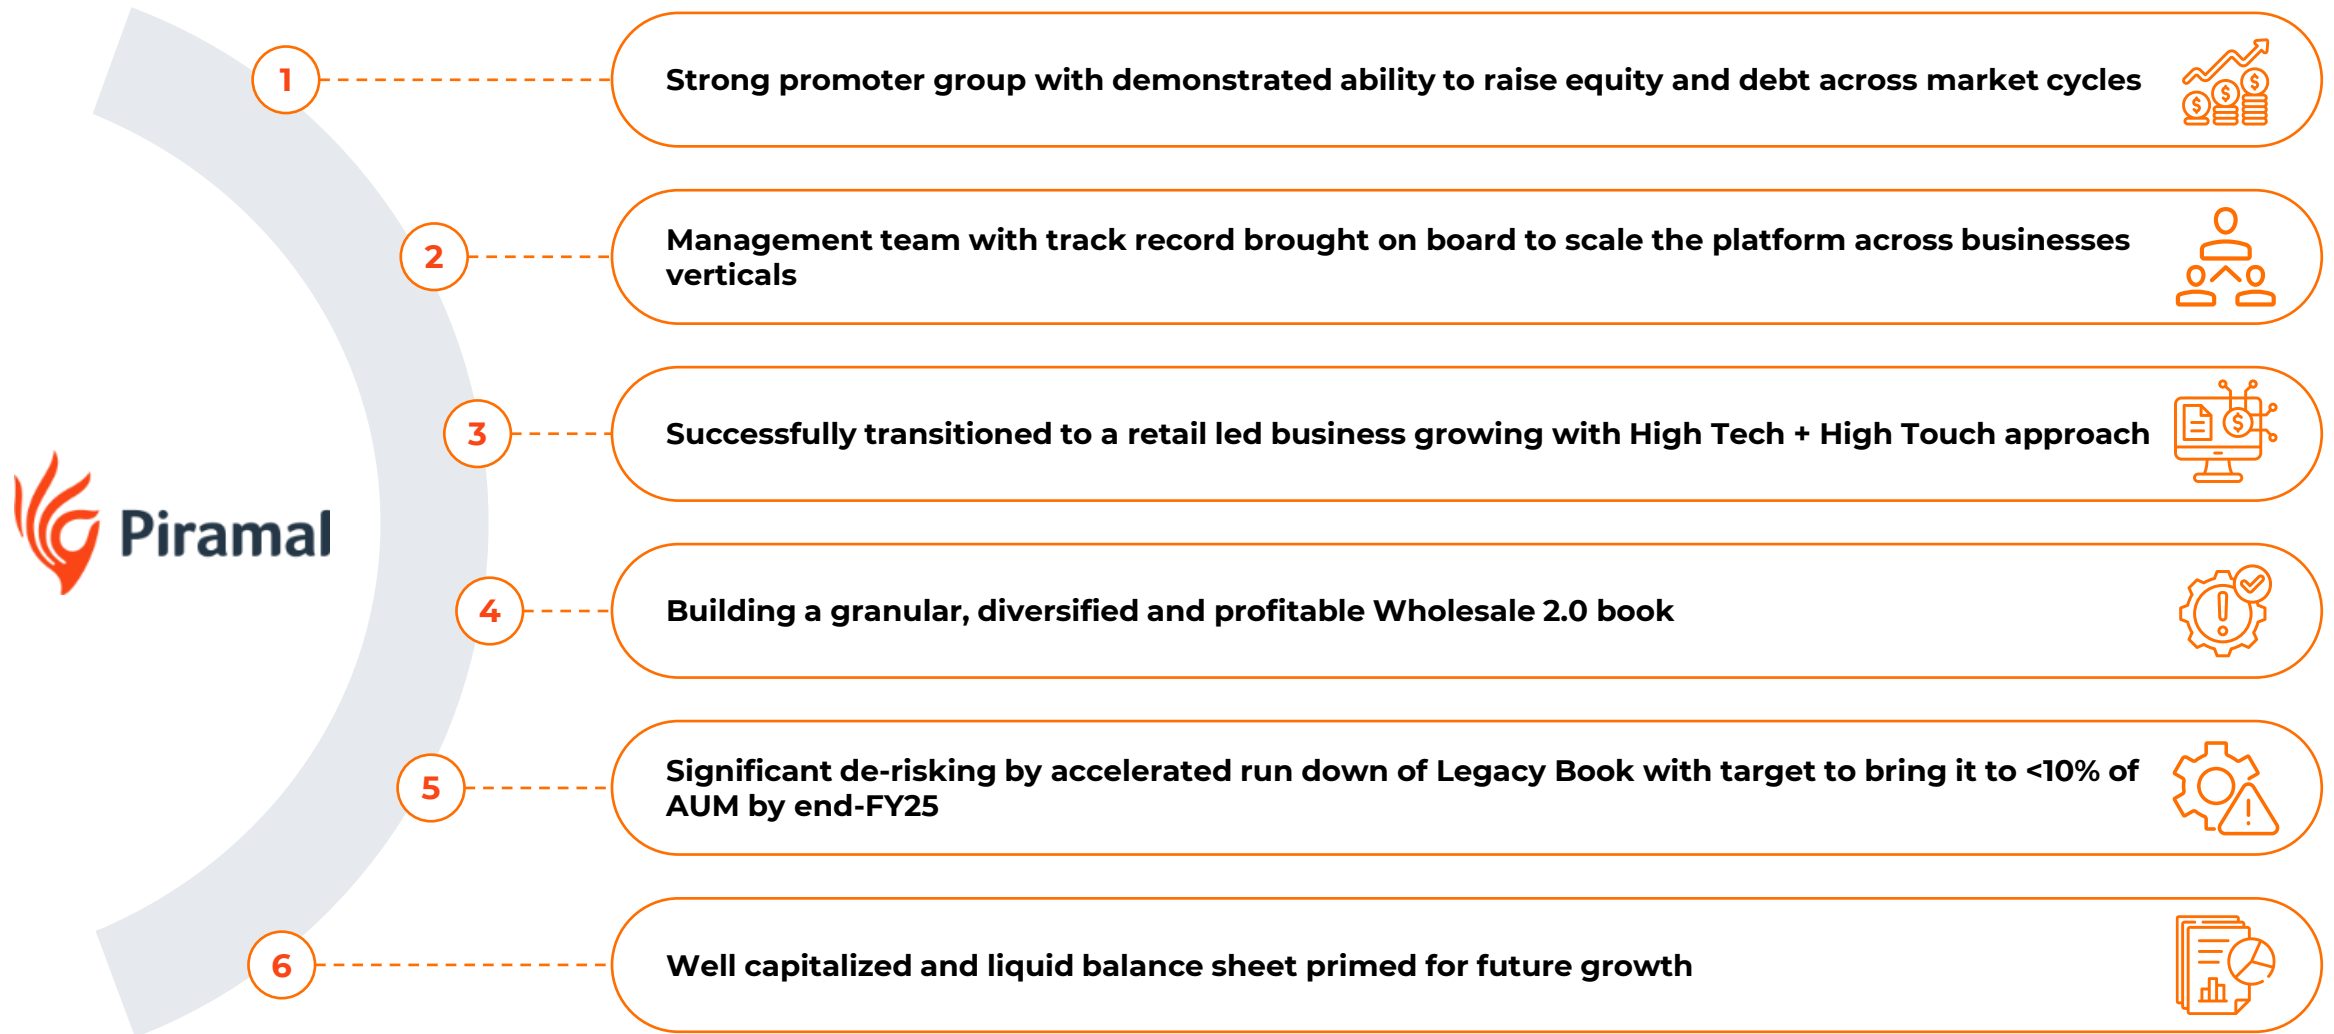 1
Strong promoter group with demonstrated ability to raise equity and debt across market cycles
2
Management team with track record brought on board to scale the platform across businesses
verticals
3
Successfully transitioned to a retail led business growing with High Tech + High Touch approach
Piramal
4
Building a granular, diversified and profitable Wholesale 2.0 book
5
Significant de-risking by accelerated run down of Legacy Book with target to bring it to <10% of
AUM by end-FY25
6
Well capitalized and liquid balance sheet primed for future growth